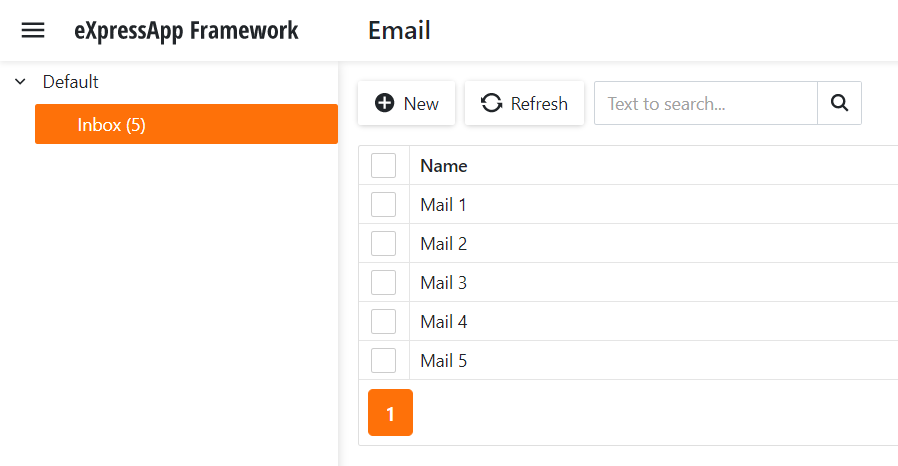 eXpressApp Framework
Email
Default
Inbox (5)
New
Refresh
Text to search...
Name
Mail 1
Mail 2
Mail 3
Mail 4
Mail 5
1